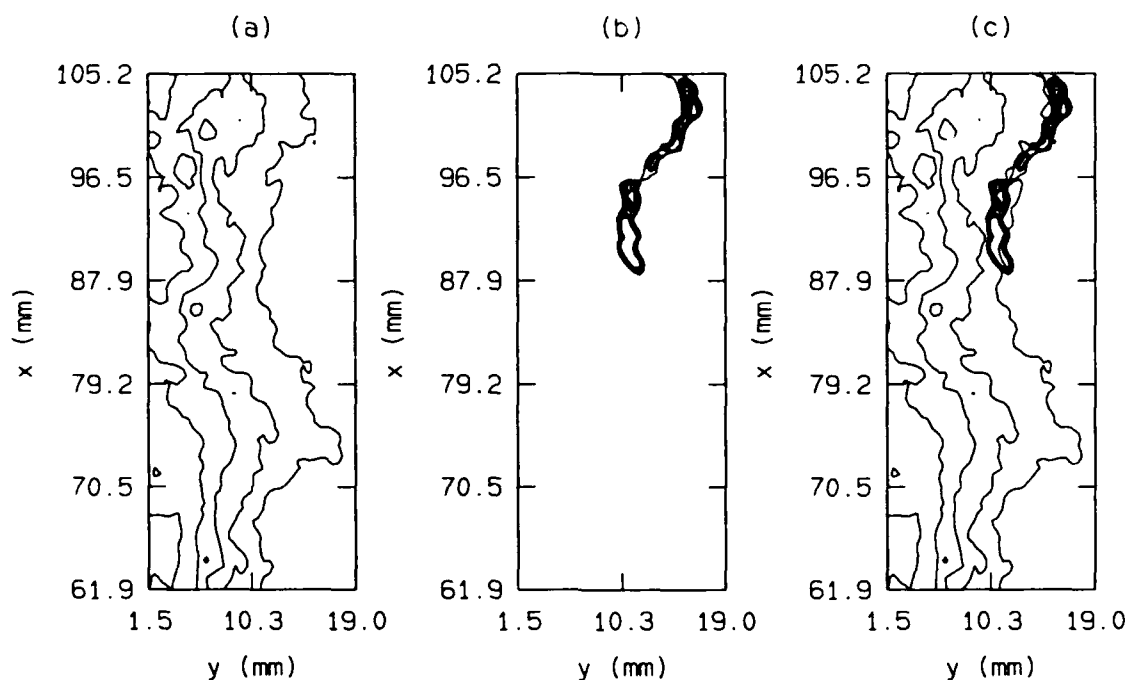 (a) (b) (c)
105.2 105.2 105.2
96.5 96.5 96.5
87.9 87.9 87.9
x (mm) x (mm) x (mm)
79.2 79.2 79.2
70.5 70.5 70.5
61.9 61.9 61.9
1.5 10.3 19.0 1.5 10.3 19.0 1.5 10.3 19.0
y (mm) y (mm) y (mm)